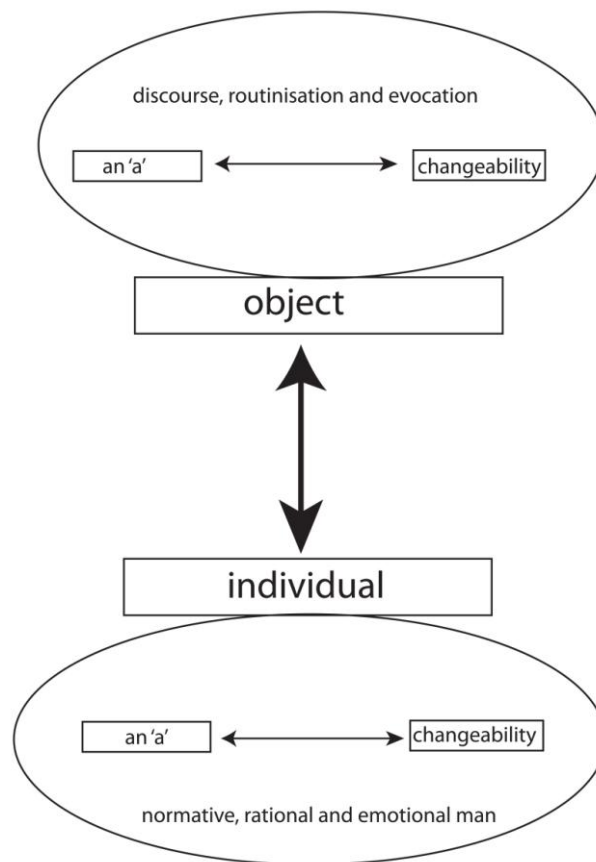 discourse, routinisation and evocation
an 'a'
changeability
object
individual
an 'a'
changeability
normative, rational and emotional man